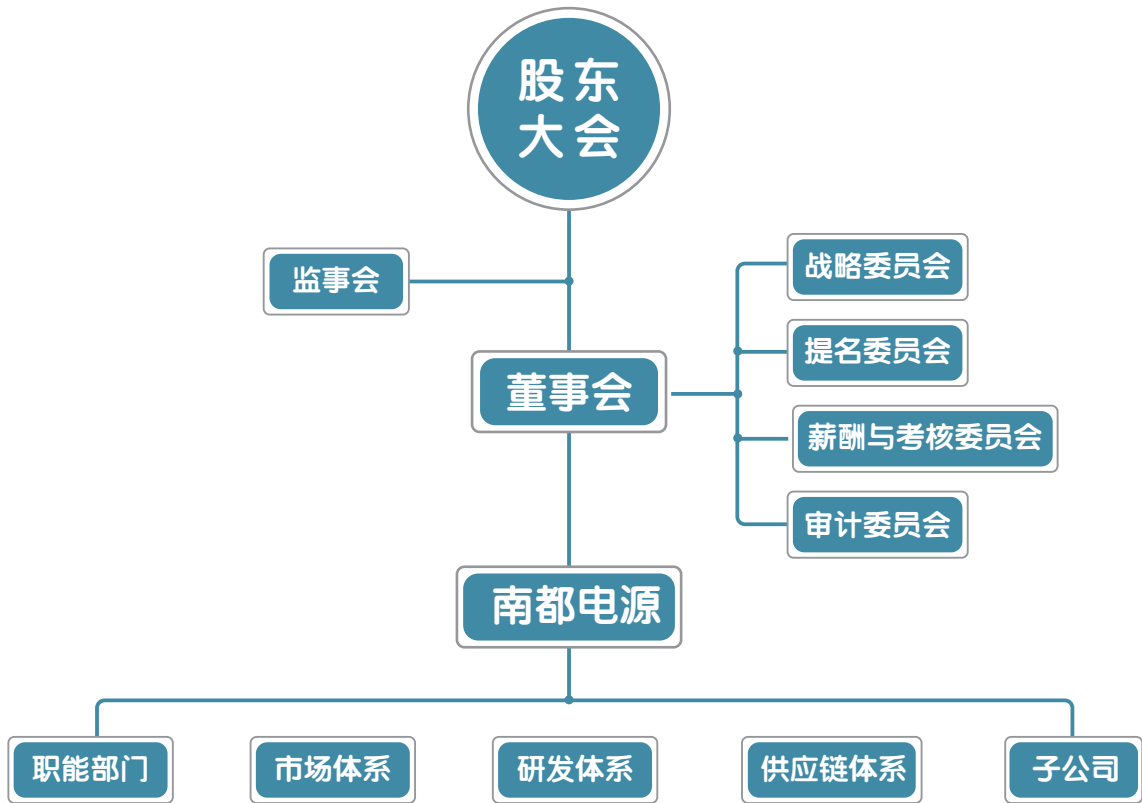 股东
大会
监事会
战略委员会
提名委员会
董事会
薪酬与考核委员会
审计委员会
南都电源
职能部门
市场体系
研发体系
供应链体系
子公司